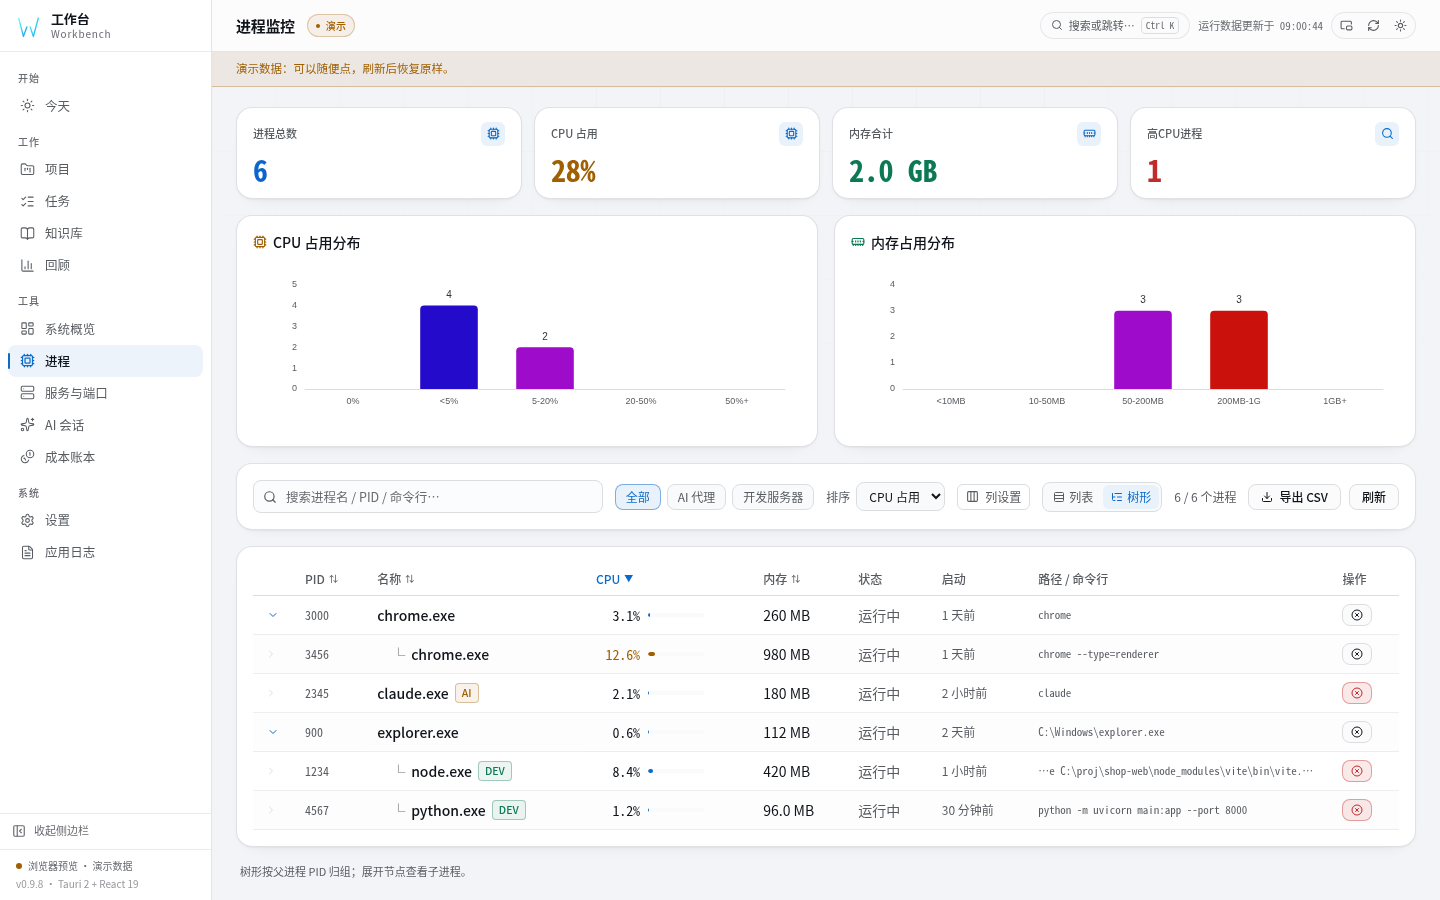 工作台
Workbench
开始
今天
工作
项目
任务
知识库
回顾
工具
系统概览
进程
服务与端口
AI 会话
成本账本
系统
设置
应用日志
收起侧边栏
浏览器预览 · 演示数据
v0.9.8 · Tauri 2 + React 19
进程监控 演示
搜索或跳转… Ctrl K 运行数据更新于 09:00:44
演示数据：可以随便点，刷新后恢复原样。
进程总数
6
CPU 占用
28%
内存合计
2.0 GB
高CPU进程
1
CPU 占用分布
5
4
3
2
1
0
4
2
0% <5% 5-20% 20-50% 50%+
内存占用分布
4
3
2
1
0
3
3
<10MB 10-50MB 50-200MB 200MB-1G 1GB+
搜索进程名 / PID / 命令行… 全部 AI 代理 开发服务器 排序 CPU 占用 列设置 列表 树形 6 / 6 个进程 导出 CSV 刷新
PID 名称 CPU ▼ 内存 状态 启动 路径 / 命令行 操作
3000 chrome.exe 3.1% 260 MB 运行中 1 天前 chrome
3456 └ chrome.exe 12.6% 980 MB 运行中 1 天前 chrome --type=renderer
2345 claude.exe AI 2.1% 180 MB 运行中 2 小时前 claude
900 explorer.exe 0.6% 112 MB 运行中 2 天前 C:\Windows\explorer.exe
1234 └ node.exe DEV 8.4% 420 MB 运行中 1 小时前 …e C:\proj\shop-web\node_modules\vite\bin\vite.…
4567 └ python.exe DEV 1.2% 96.0 MB 运行中 30 分钟前 python -m uvicorn main:app --port 8000
树形按父进程 PID 归组；展开节点查看子进程。